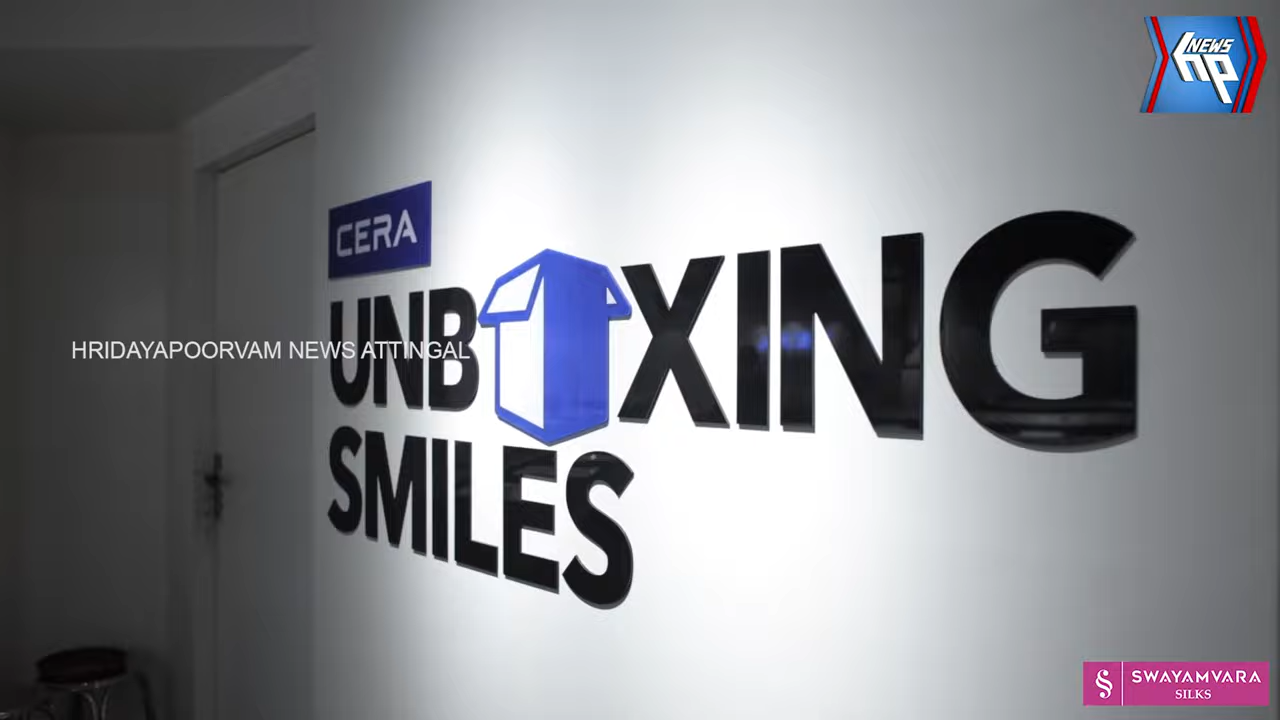 NEWS
hp
CERA
UNBOXING
HRIDAYAPOORVAM NEWS ATTINGAL
SMILES
SWAYAMVARA
SILKS